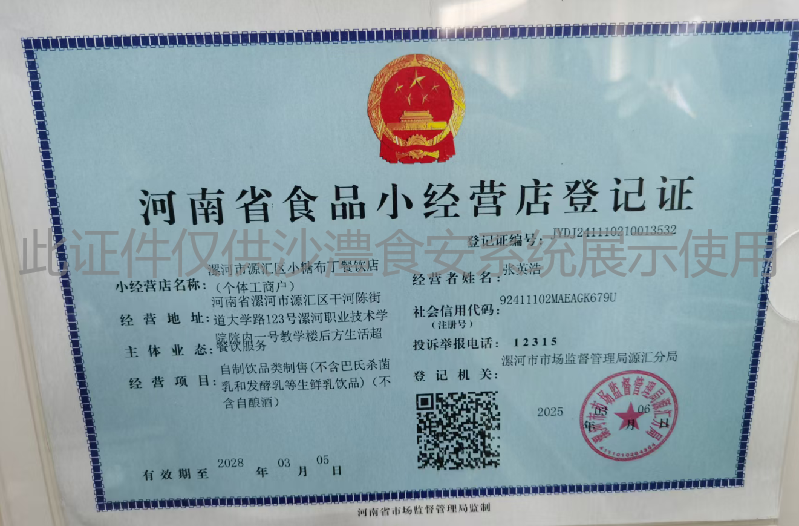 河南省食品小经营店登记证
登记证编号: JYDJ241110210013532
此证件仅供沙澧食安系统展示使用
小经营店名称: 漯河市源汇区小糖布丁餐饮店
(个体工商户)
经营地址: 河南省漯河市源汇区干河陈街
道大学路123号漯河职业技术学
院隔向一号教学楼后方生活超
主体业态: 餐饮服务
经营项目: 自制饮品类制售(不含巴氏杀菌
乳和发酵乳等生鲜乳饮品)(不
含自酿酒)
有效期至 2028 年 03 月 05 日
经营者姓名: 张英浩
社会信用代码: 92411102MAEAGK679U
(注册号)
投诉举报电话: 12315
登记机关: 漯河市市场监督管理局源汇分局
2025 年 03 月 06 日
河南省市场监督管理局监制